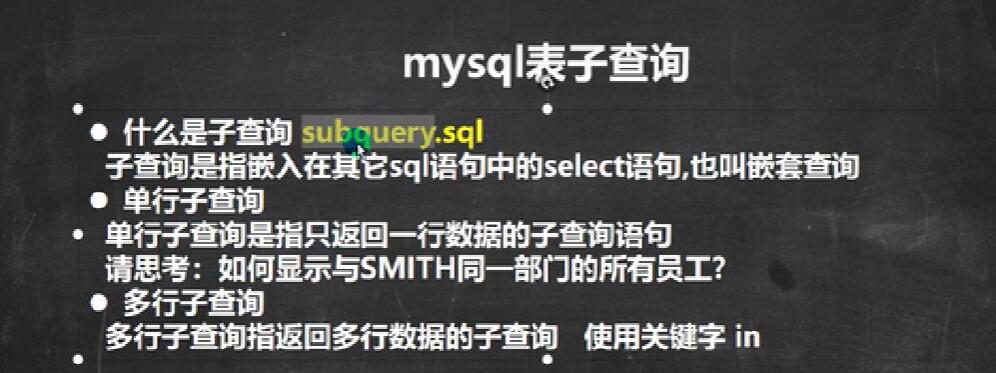 mysql表子查询
什么是子查询 subquery.sql
子查询是指嵌入在其它sql语句中的select语句,也叫嵌套查询
单行子查询
单行子查询是指只返回一行数据的子查询语句
请思考：如何显示与SMITH同一部门的所有员工?
多行子查询
多行子查询指返回多行数据的子查询 使用关键字 in